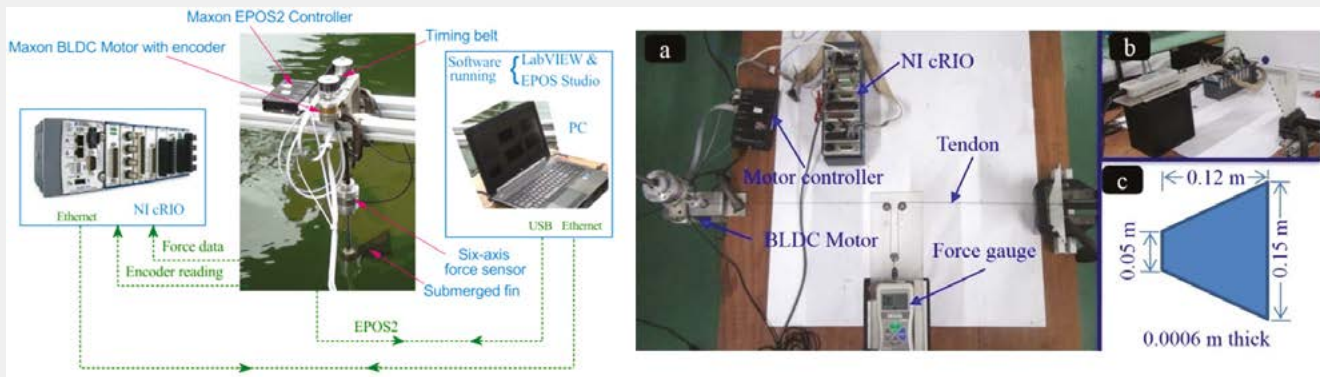 Maxon EPOS2 Controller
Maxon BLDC Motor with encoder
Timing belt
Software
running
LabVIEW &
EPOS Studio
PC
Ethernet
NI cRIO
USB
Ethernet
Force data
Encoder reading
Six-axis
force sensor
Submerged fin
EPOS2
a
NI cRIO
Tendon
Motor controller
BLDC Motor
Force gauge
b
c
0.12 m
0.05 m
0.15 m
0.0006 m thick